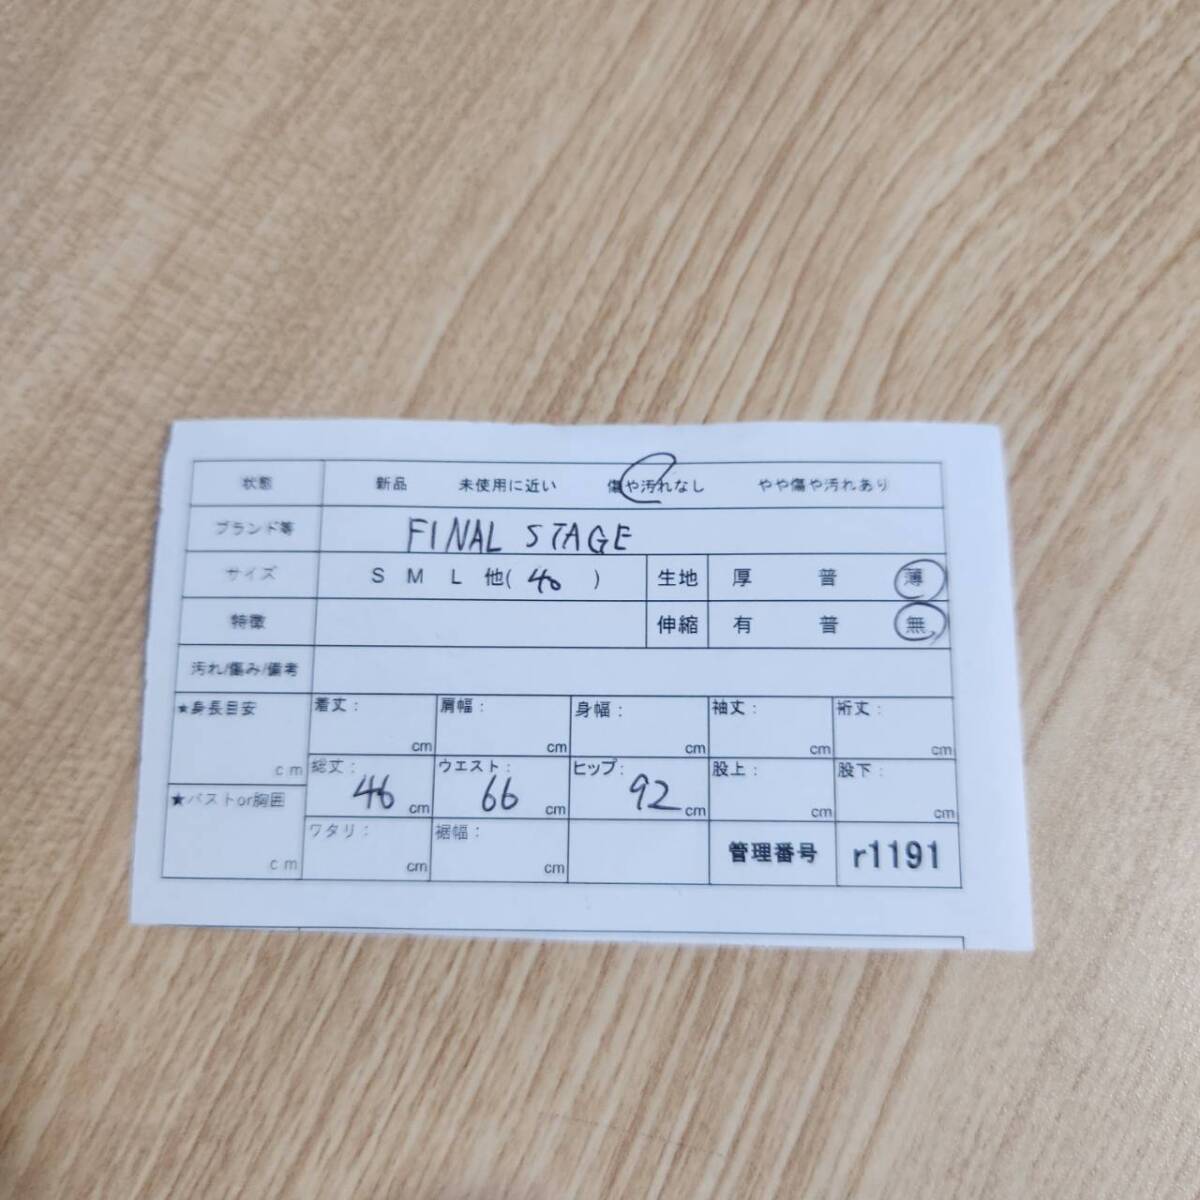 状態 新品 未使用に近い 傷や汚れなし やや傷や汚れあり
ブランド等 FINAL STAGE
サイズ S M L 他( 40 ) 生地 厚 普 薄
特徴 伸縮 有 普 無
汚れ/傷み/備考
★身長目安 cm 着丈: cm 肩幅: cm 身幅: cm 袖丈: cm 裄丈: cm
総丈: 46 cm ウエスト: 66 cm ヒップ: 92 cm 股上: cm 股下: cm
★バストor胸囲 cm ワタリ: cm 裾幅: cm 管理番号 r1191